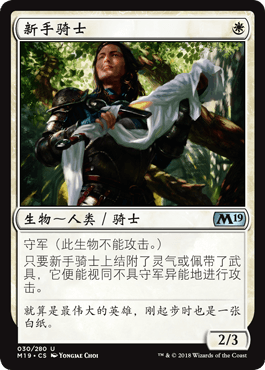 新手骑士
生物～人类 / 骑士
M19
守军（此生物不能攻击。）
只要新手骑士上结附了灵气或佩带了武
具，它便能视同不具守军异能地进行攻
击。
就算是最伟大的英雄，刚起步时也是一张
白纸。
2/3
030/280 U
M19 • CS YONGJAE CHOI
™ & © 2018 Wizards of the Coast